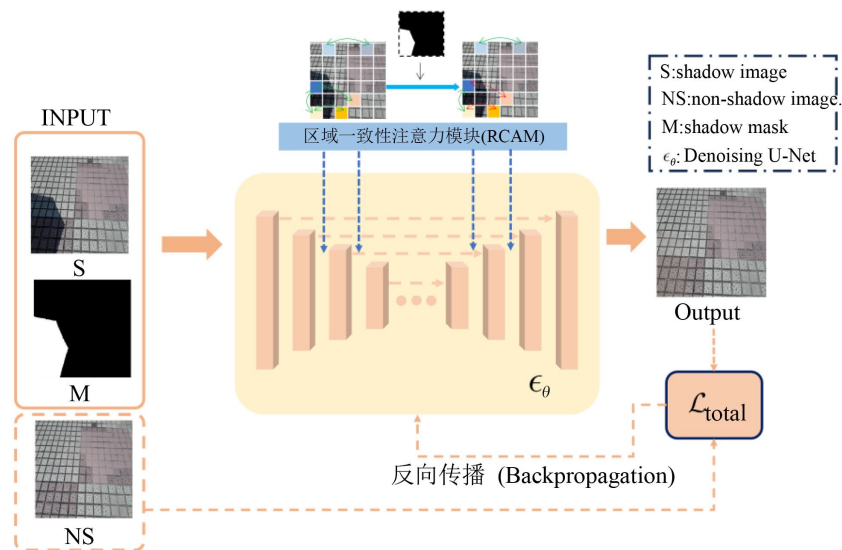 INPUT
S
M
NS
区域一致性注意力模块(RCAM)
ϵθ
S:shadow image
NS:non-shadow image.
M:shadow mask
ϵθ: Denoising U-Net
Output
ℒtotal
反向传播 (Backpropagation)